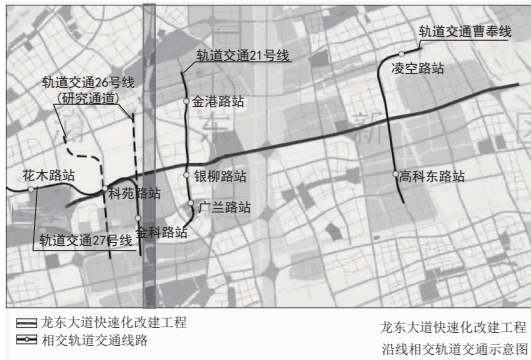 轨道交通曹奉线
轨道交通21号线
凌空路站
轨道交通26号线
(研究通道)
金港路站
东
新
区
花木路站
科苑路站
银柳路站
高科东路站
广兰路站
轨道交通27号线
金科路站
龙东大道快速化改建工程
相交轨道交通线路
龙东大道快速化改建工程
沿线相交轨道交通示意图